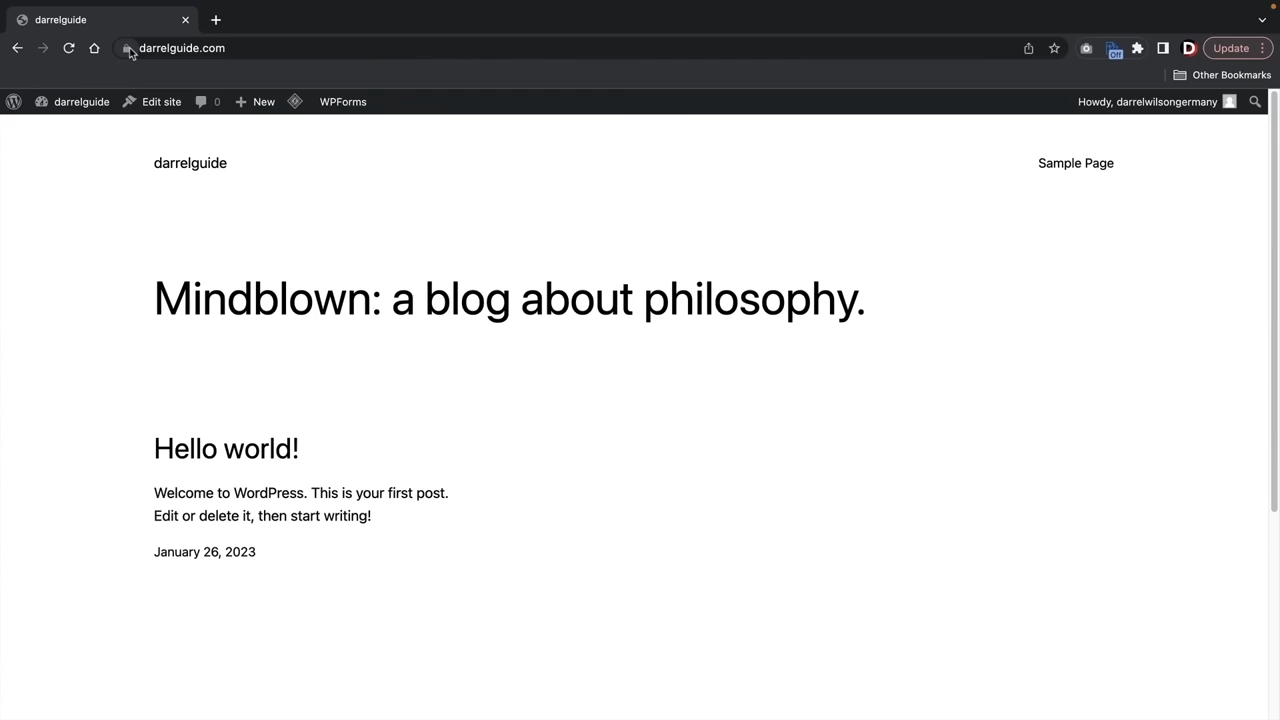 darrelguide
darrelguide.com
Off
D
Update
Other Bookmarks
darrelguide
Edit site
0
New
WPForms
Howdy, darrelwilsongermany
darrelguide
Sample Page
Mindblown: a blog about philosophy.
Hello world!
Welcome to WordPress. This is your first post.
Edit or delete it, then start writing!
January 26, 2023